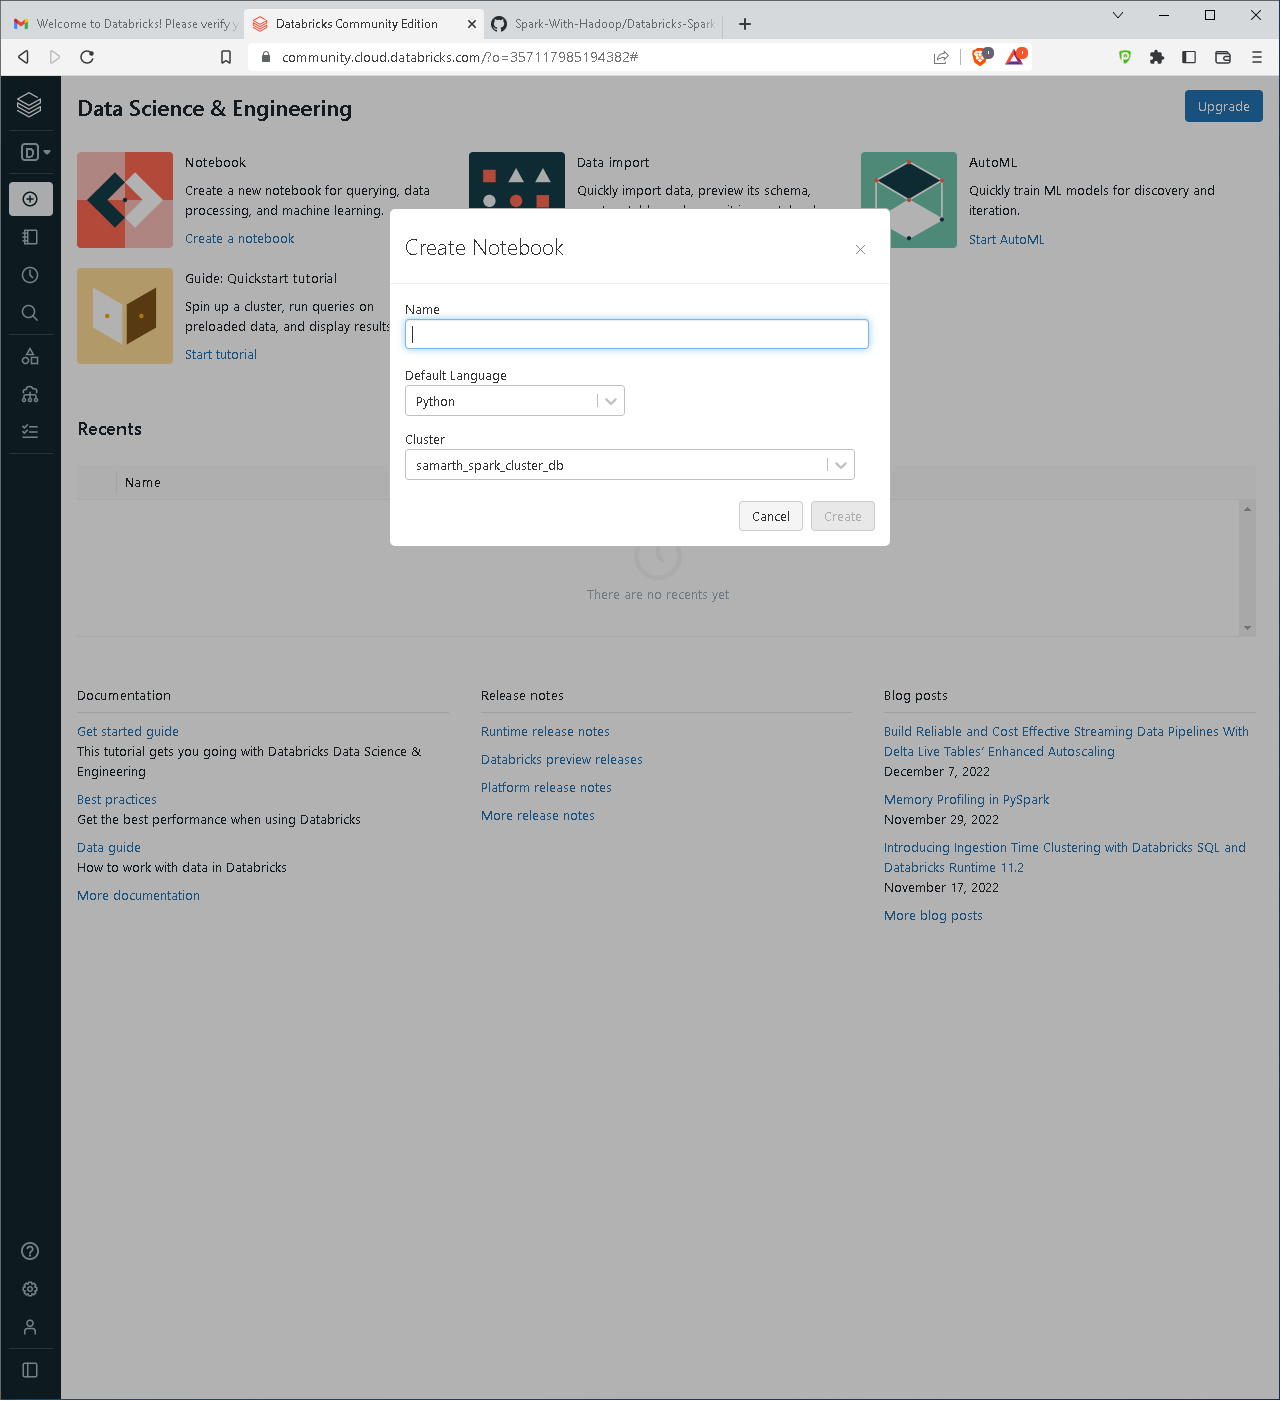 Welcome to Databricks! Please verify y
Databricks Community Edition
Spark-With-Hadoop/Databricks-Spark
community.cloud.databricks.com/?o=357117985194382#
Data Science & Engineering
Upgrade
D
Notebook
Create a new notebook for querying, data
processing, and machine learning.
Create a notebook
Data import
Quickly import data, preview its schema,
AutoML
Quickly train ML models for discovery and
iteration.
Start AutoML
Guide: Quickstart tutorial
Spin up a cluster, run queries on
preloaded data, and display results
Start tutorial
Create Notebook
Name
Default Language
Python
Cluster
samarth_spark_cluster_db
Cancel
Create
Recents
Name
There are no recents yet
Documentation
Get started guide
This tutorial gets you going with Databricks Data Science &
Engineering
Best practices
Get the best performance when using Databricks
Data guide
How to work with data in Databricks
More documentation
Release notes
Runtime release notes
Databricks preview releases
Platform release notes
More release notes
Blog posts
Build Reliable and Cost Effective Streaming Data Pipelines With
Delta Live Tables' Enhanced Autoscaling
December 7, 2022
Memory Profiling in PySpark
November 29, 2022
Introducing Ingestion Time Clustering with Databricks SQL and
Databricks Runtime 11.2
November 17, 2022
More blog posts